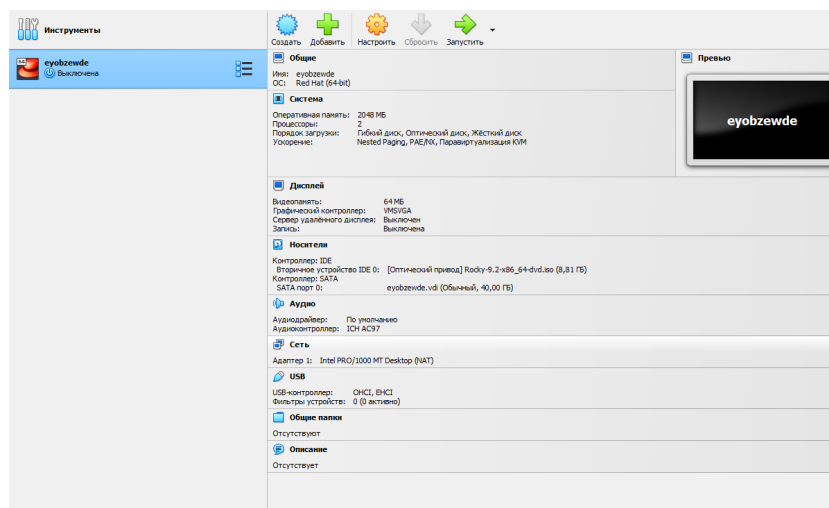 Инструменты
Создать Добавить Настроить Сбросить Запустить
64
eyobzewde
Выключена
Общие
Имя: eyobzewde
ОС: Red Hat (64-bit)
Превью
eyobzewde
Система
Оперативная память: 2048 МБ
Процессоры: 2
Порядок загрузки: Гибкий диск, Оптический диск, Жёсткий диск
Ускорение: Nested Paging, PAE/NX, Паравиртуализация KVM
Дисплей
Видеопамять: 64 МБ
Графический контроллер: VMSVGA
Сервер удалённого дисплея: Выключен
Запись: Выключена
Носители
Контроллер: IDE
Вторичное устройство IDE 0: [Оптический привод] Rocky-9.2-x86_64-dvd.iso (8,81 ГБ)
Контроллер: SATA
SATA порт 0: eyobzewde.vdi (Обычный, 40,00 ГБ)
Аудио
Аудиодрайвер: По умолчанию
Аудиоконтроллер: ICH AC97
Сеть
Адаптер 1: Intel PRO/1000 MT Desktop (NAT)
USB
USB-контроллер: OHCI, EHCI
Фильтры устройств: 0 (0 активно)
Общие папки
Отсутствуют
Описание
Отсутствует